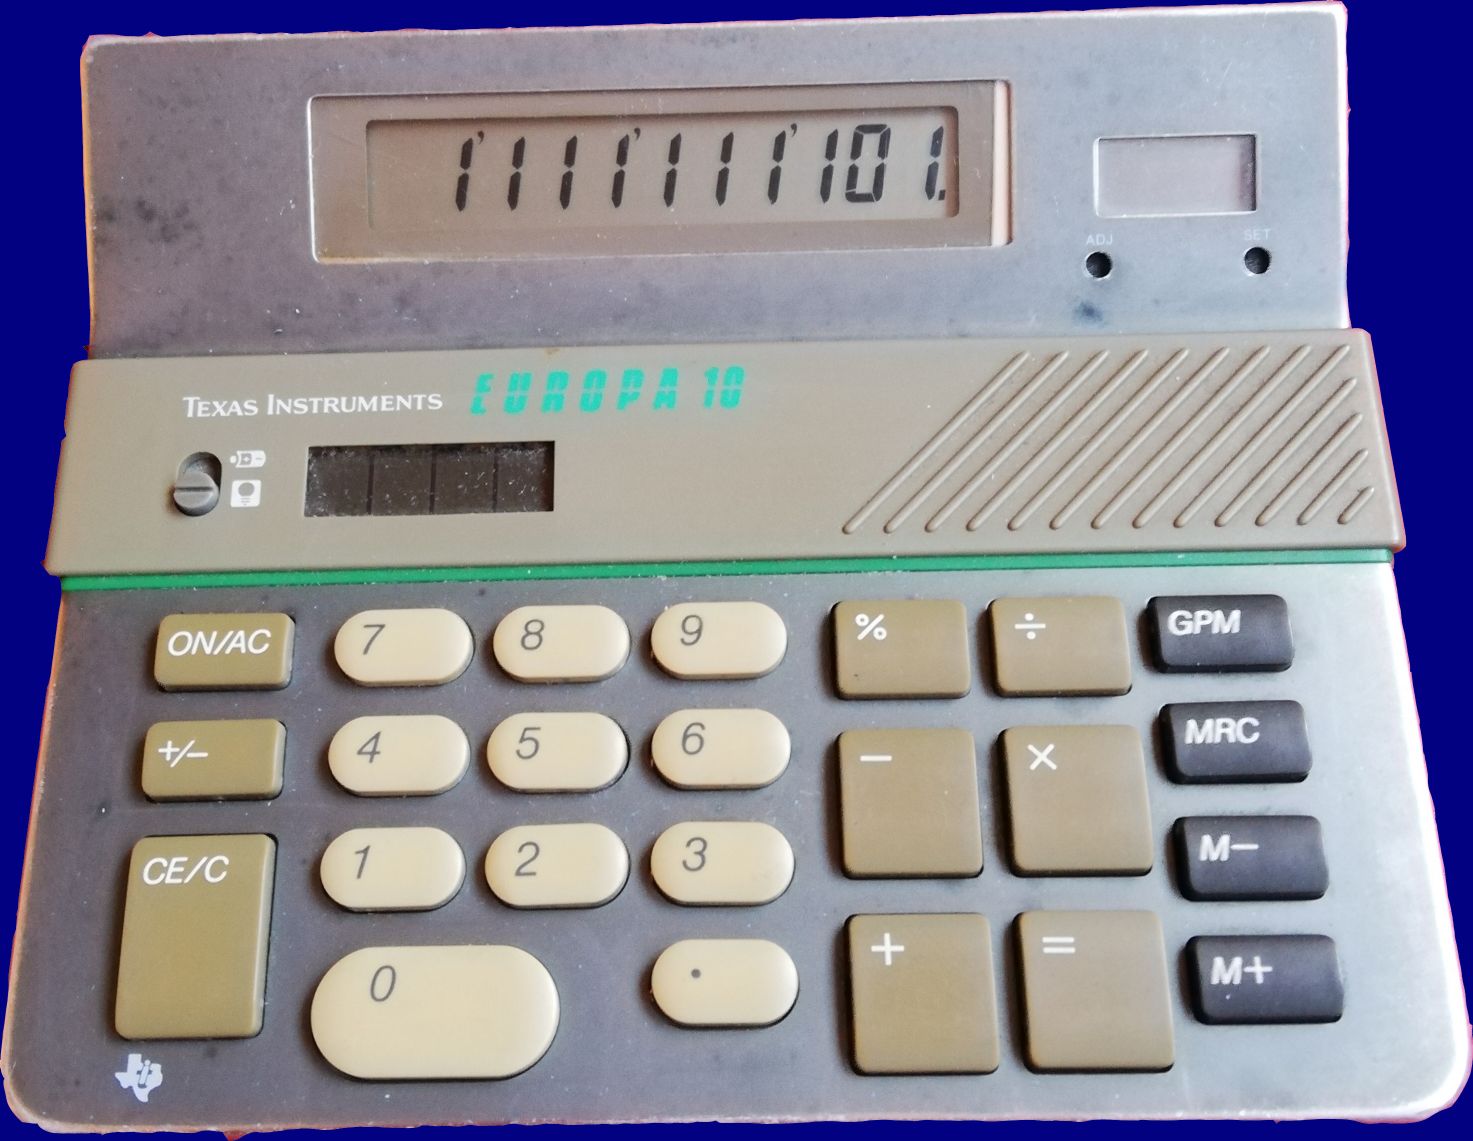 1'111'111'101.
ADJ SET
TEXAS INSTRUMENTS EUROPA 10
ON/AC 7 8 9 % ÷ GPM
+/− 4 5 6 − × MRC
CE/C 1 2 3 M−
0 . + = M+